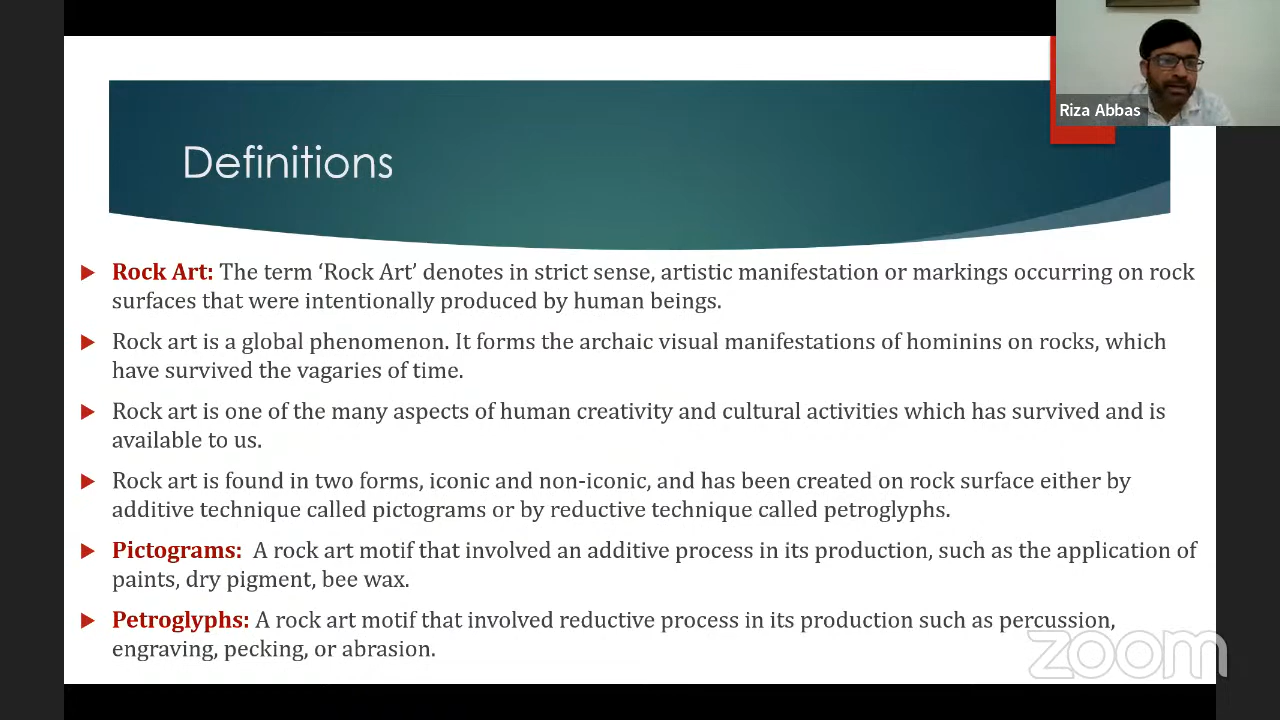 Riza Abbas
Definitions
Rock Art: The term ‘Rock Art’ denotes in strict sense, artistic manifestation or markings occurring on rock
surfaces that were intentionally produced by human beings.
Rock art is a global phenomenon. It forms the archaic visual manifestations of hominins on rocks, which
have survived the vagaries of time.
Rock art is one of the many aspects of human creativity and cultural activities which has survived and is
available to us.
Rock art is found in two forms, iconic and non-iconic, and has been created on rock surface either by
additive technique called pictograms or by reductive technique called petroglyphs.
Pictograms: A rock art motif that involved an additive process in its production, such as the application of
paints, dry pigment, bee wax.
Petroglyphs: A rock art motif that involved reductive process in its production such as percussion,
engraving, pecking, or abrasion.
zoom